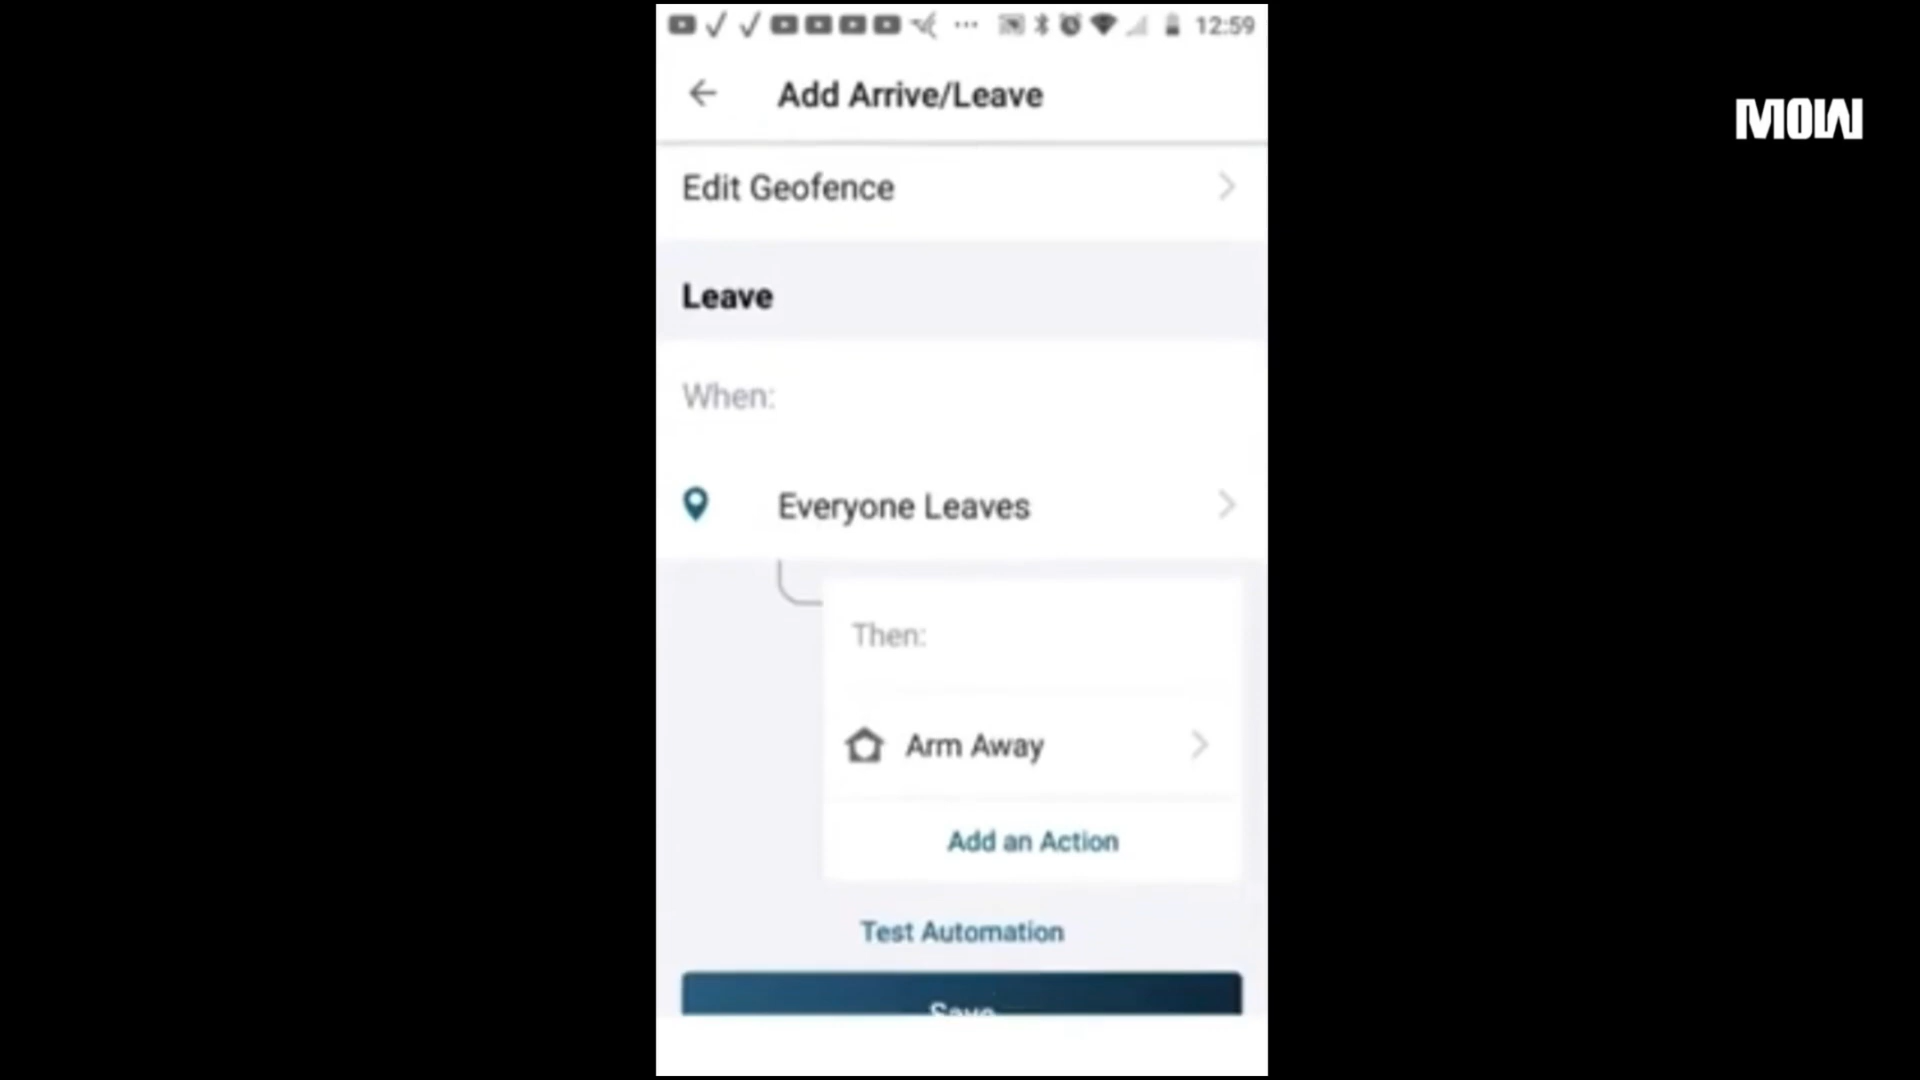 12:59
Add Arrive/Leave
MOW
Edit Geofence
Leave
When:
Everyone Leaves
Then:
Arm Away
Add an Action
Test Automation
Save